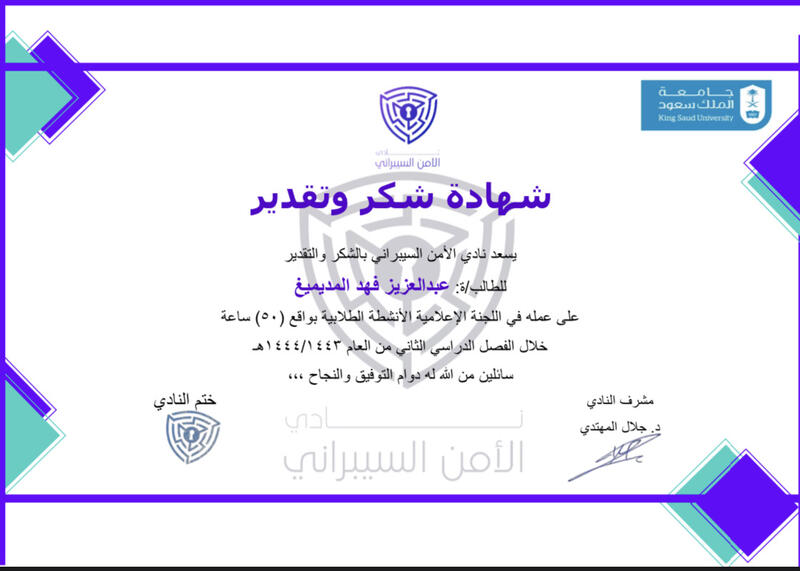 نادي
الأمن السيبراني
جامعة
الملك سعود
King Saud University
شهادة شكر وتقدير
يسعد نادي الأمن السيبراني بالشكر والتقدير
للطالب/ة: عبدالعزيز فهد المديميغ
على عمله في اللجنة الإعلامية الأنشطة الطلابية بواقع (٥٠) ساعة
خلال الفصل الدراسي الثاني من العام ١٤٤٤/١٤٤٣هـ
سائلين من الله له دوام التوفيق والنجاح ،،،
مشرف النادي
د. جلال المهتدي
ختم النادي
نادي
الأمن السيبراني